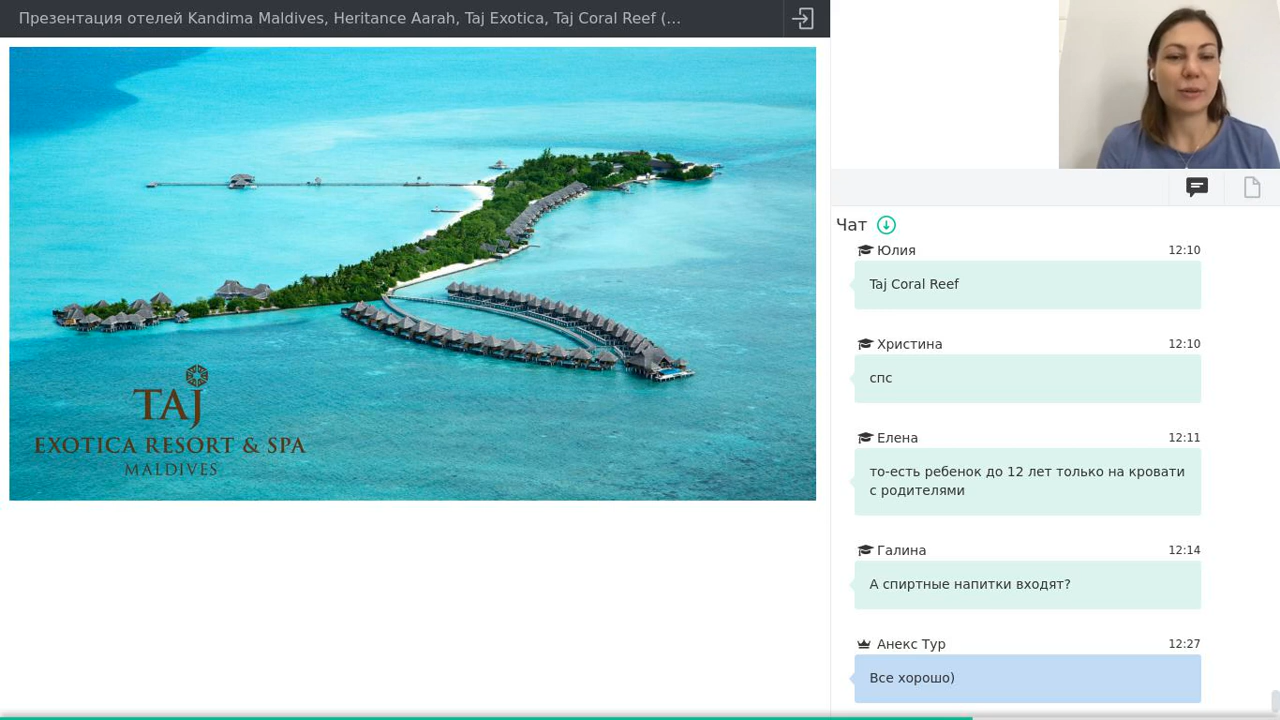 Презентация отелей Kandima Maldives, Heritance Aarah, Taj Exotica, Taj Coral Reef (...
TAJ
EXOTICA RESORT & SPA
MALDIVES
Чат
Юлия 12:10
Taj Coral Reef
Христина 12:10
спс
Елена 12:11
то-есть ребенок до 12 лет только на кровати
с родителями
Галина 12:14
А спиртные напитки входят?
Анекс Тур 12:27
Все хорошо)